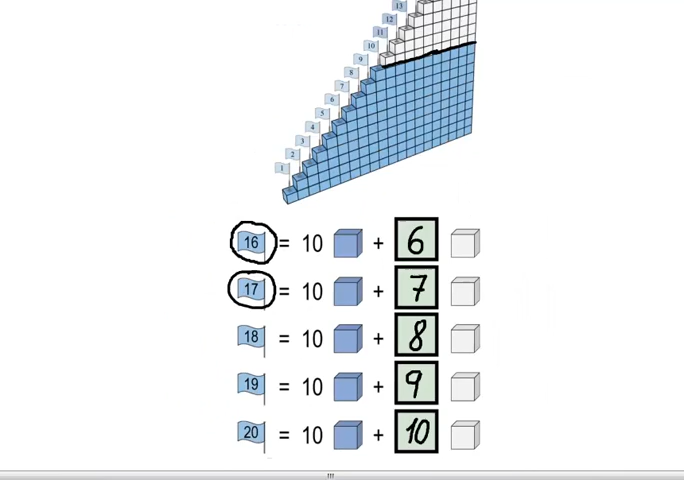 13
12
11
10
9
8
7
6
5
4
3
2
1
16 = 10 + 6
17 = 10 + 7
18 = 10 + 8
19 = 10 + 9
20 = 10 + 10